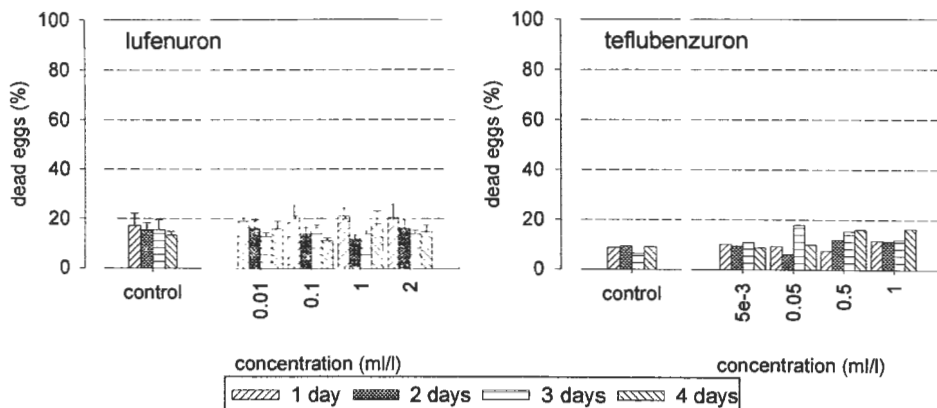 lufenuron
dead eggs (%)
100
80
60
40
20
0
control
0.01
0.1
1
2
concentration (ml/l)
teflubenzuron
dead eggs (%)
100
80
60
40
20
0
control
5e-3
0.05
0.5
1
concentration (ml/l)
1 day 2 days 3 days 4 days